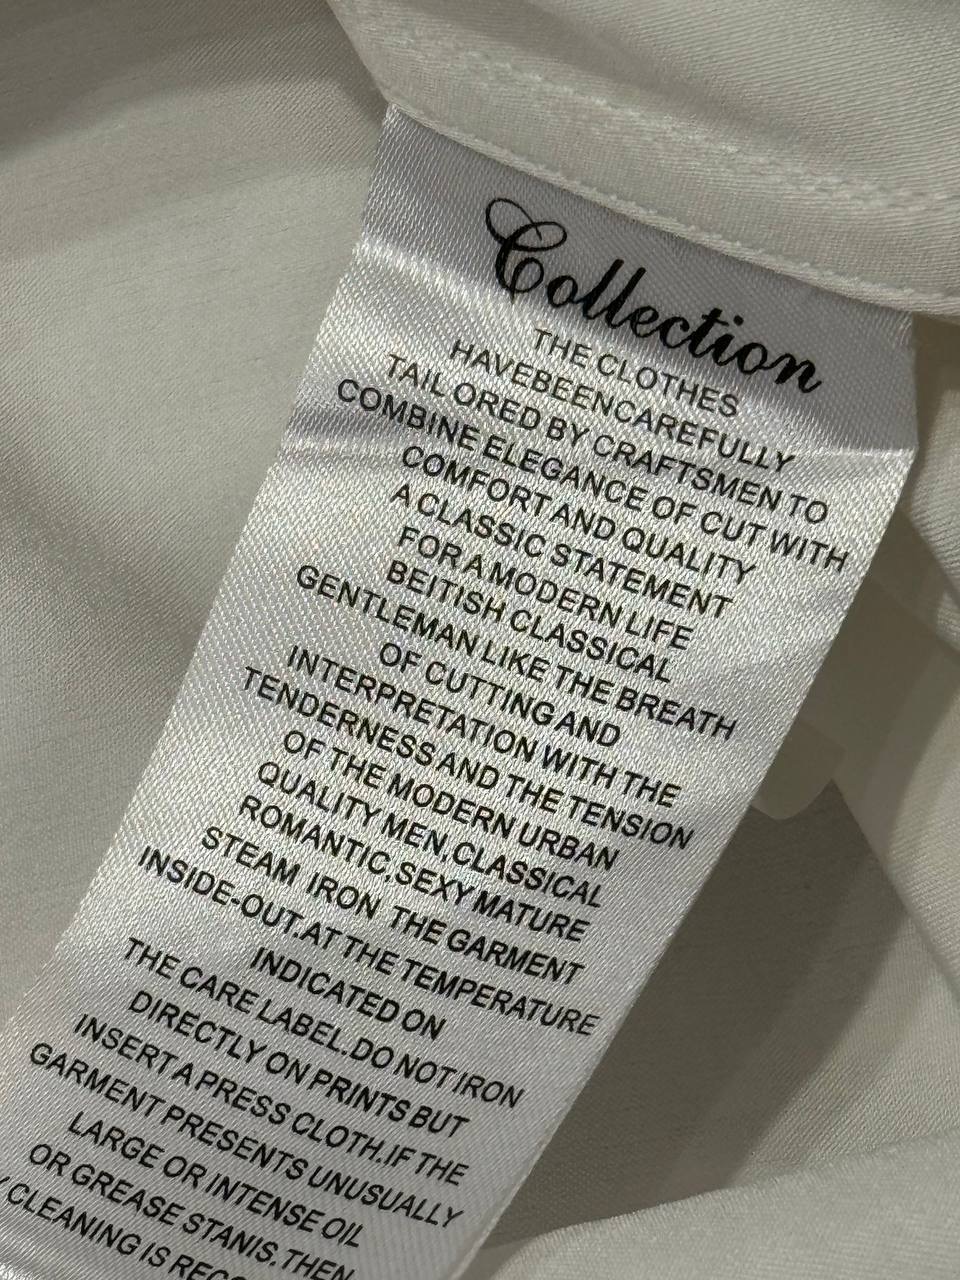 Collection
THE CLOTHES
HAVEBEENCAREFULLY
TAILORED BY CRAFTSMEN TO
COMBINE ELEGANCE OF CUT WITH
COMFORT AND QUALITY
A CLASSIC STATEMENT
FOR A MODERN LIFE
BEITISH CLASSICAL
GENTLEMAN LIKE THE BREATH
OF CUTTING AND
INTERPRETATION WITH THE
TENDERNESS AND THE TENSION
OF THE MODERN URBAN
QUALITY MEN,CLASSICAL
ROMANTIC,SEXY MATURE
STEAM IRON THE GARMENT
INSIDE-OUT.AT THE TEMPERATURE
INDICATED ON
THE CARE LABEL.DO NOT IRON
DIRECTLY ON PRINTS BUT
INSERT A PRESS CLOTH.IF THE
GARMENT PRESENTS UNUSUALLY
LARGE OR INTENSE OIL
OR GREASE STANIS.THEN
CLEANING IS